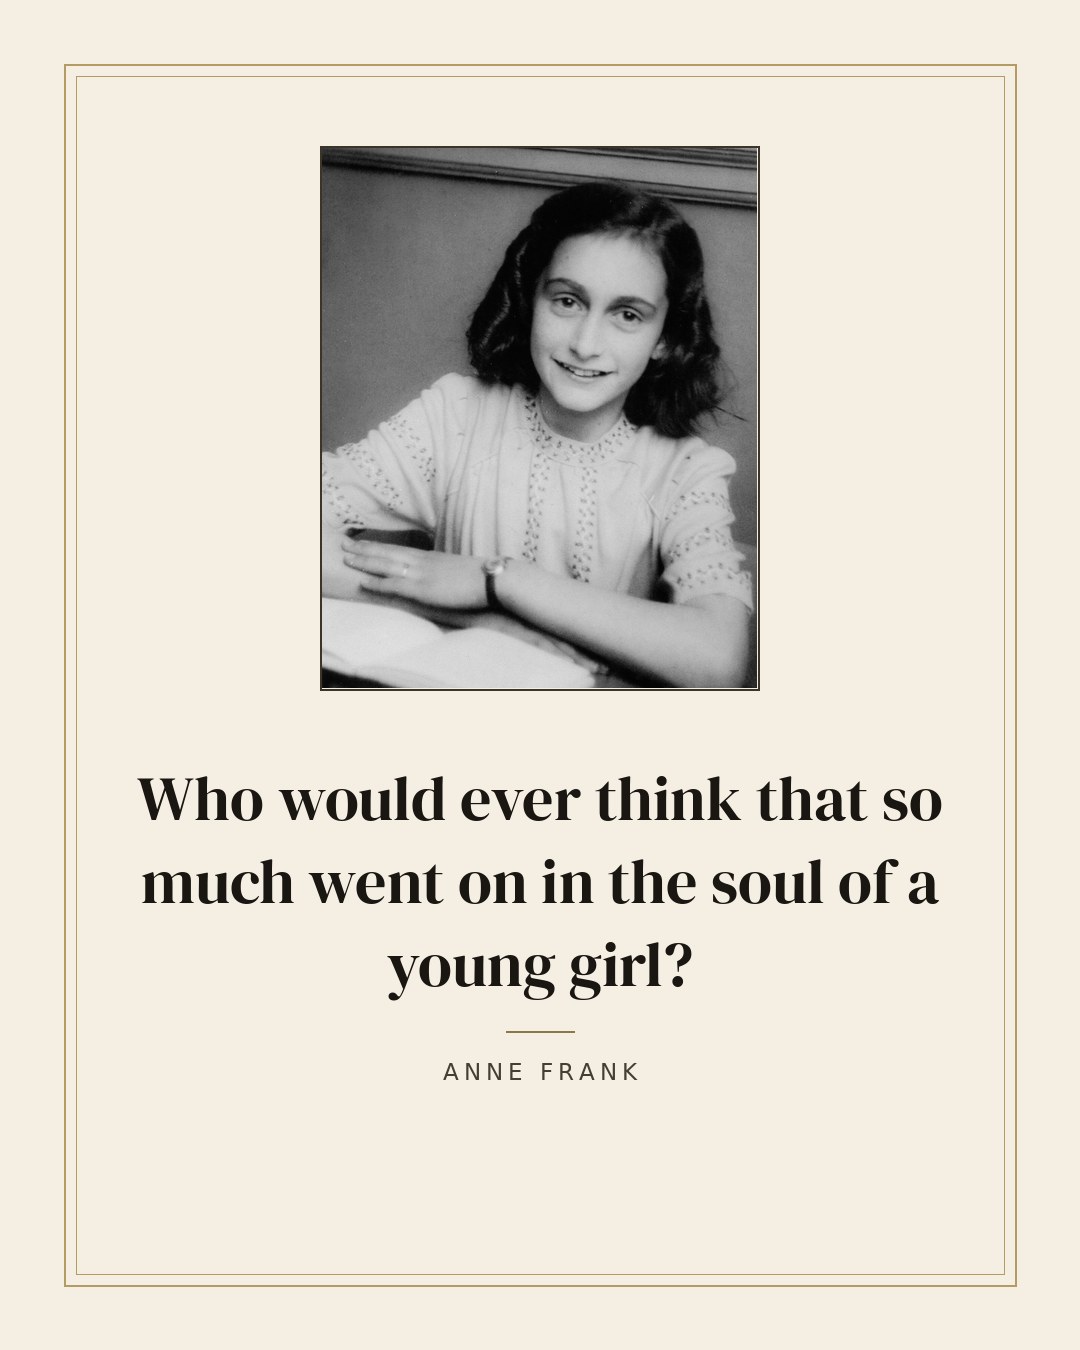 Who would ever think that so
much went on in the soul of a
young girl?
ANNE FRANK